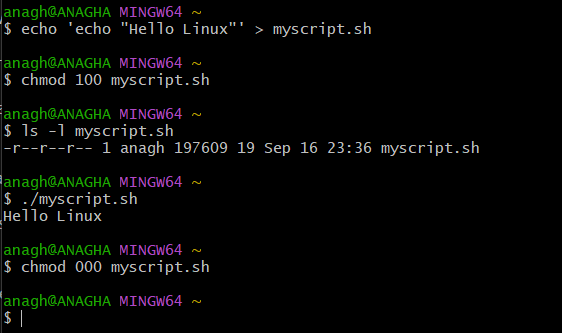 anagh@ANAGHA MINGW64 ~
$ echo 'echo "Hello Linux"' > myscript.sh
anagh@ANAGHA MINGW64 ~
$ chmod 100 myscript.sh
anagh@ANAGHA MINGW64 ~
$ ls -l myscript.sh
-r--r--r-- 1 anagh 197609 19 Sep 16 23:36 myscript.sh
anagh@ANAGHA MINGW64 ~
$ ./myscript.sh
Hello Linux
anagh@ANAGHA MINGW64 ~
$ chmod 000 myscript.sh
anagh@ANAGHA MINGW64 ~
$